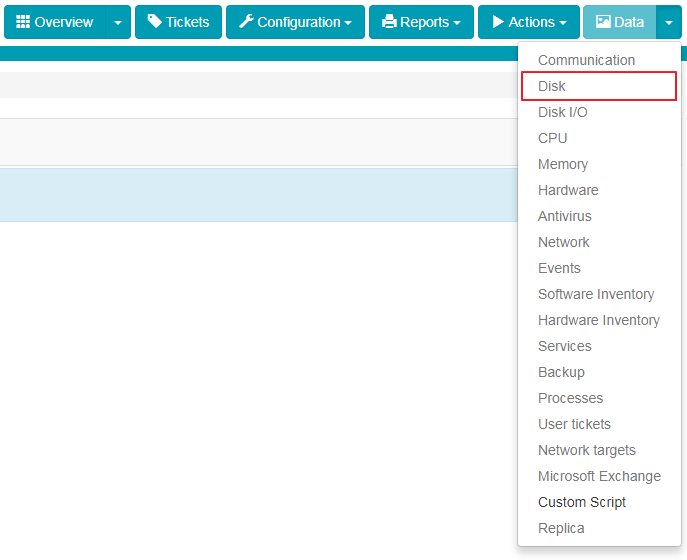 Overview Tickets Configuration Reports Actions Data
Communication
Disk
Disk I/O
CPU
Memory
Hardware
Antivirus
Network
Events
Software Inventory
Hardware Inventory
Services
Backup
Processes
User tickets
Network targets
Microsoft Exchange
Custom Script
Replica